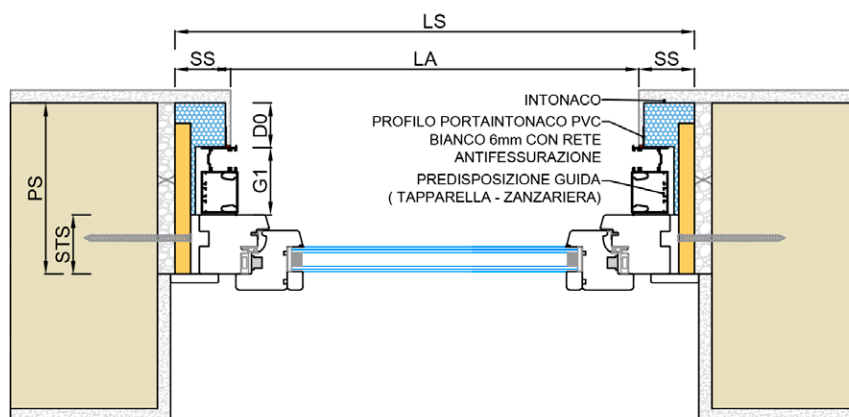 LS
SS
LA
SS
INTONACO
PROFILO PORTAINTONACO PVC
BIANCO 6mm CON RETE
ANTIFESSURAZIONE
PREDISPOSIZIONE GUIDA
( TAPPARELLA - ZANZARIERA)
D0
G1
PS
STS